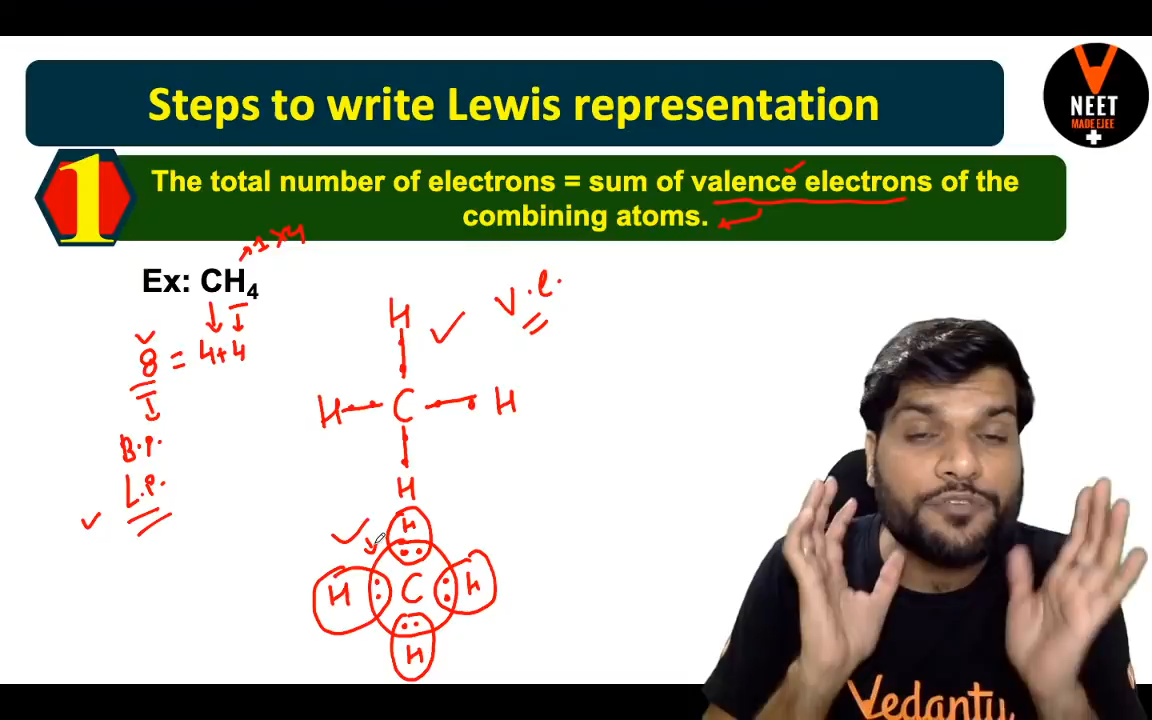 Steps to write Lewis representation
NEET
MADE EJEE
1
The total number of electrons = sum of valence electrons of the
combining atoms.
1×4
Ex: CH₄
8 = 4+4
B.P.
L.P.
V.e.
H
H C H
H
H
H C H
H
Vedantu